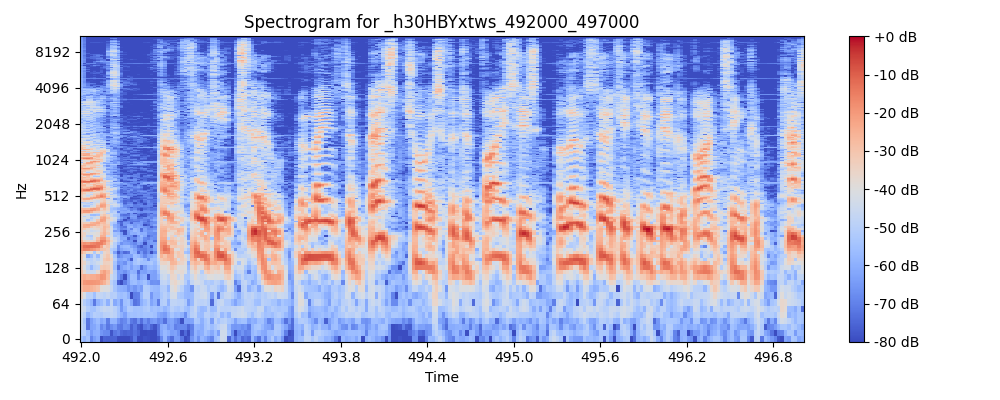 Spectrogram for _h30HBYxtws_492000_497000
8192
4096
2048
1024
512
256
128
64
0
Hz
492.0 492.6 493.2 493.8 494.4 495.0 495.6 496.2 496.8
Time
+0 dB
-10 dB
-20 dB
-30 dB
-40 dB
-50 dB
-60 dB
-70 dB
-80 dB